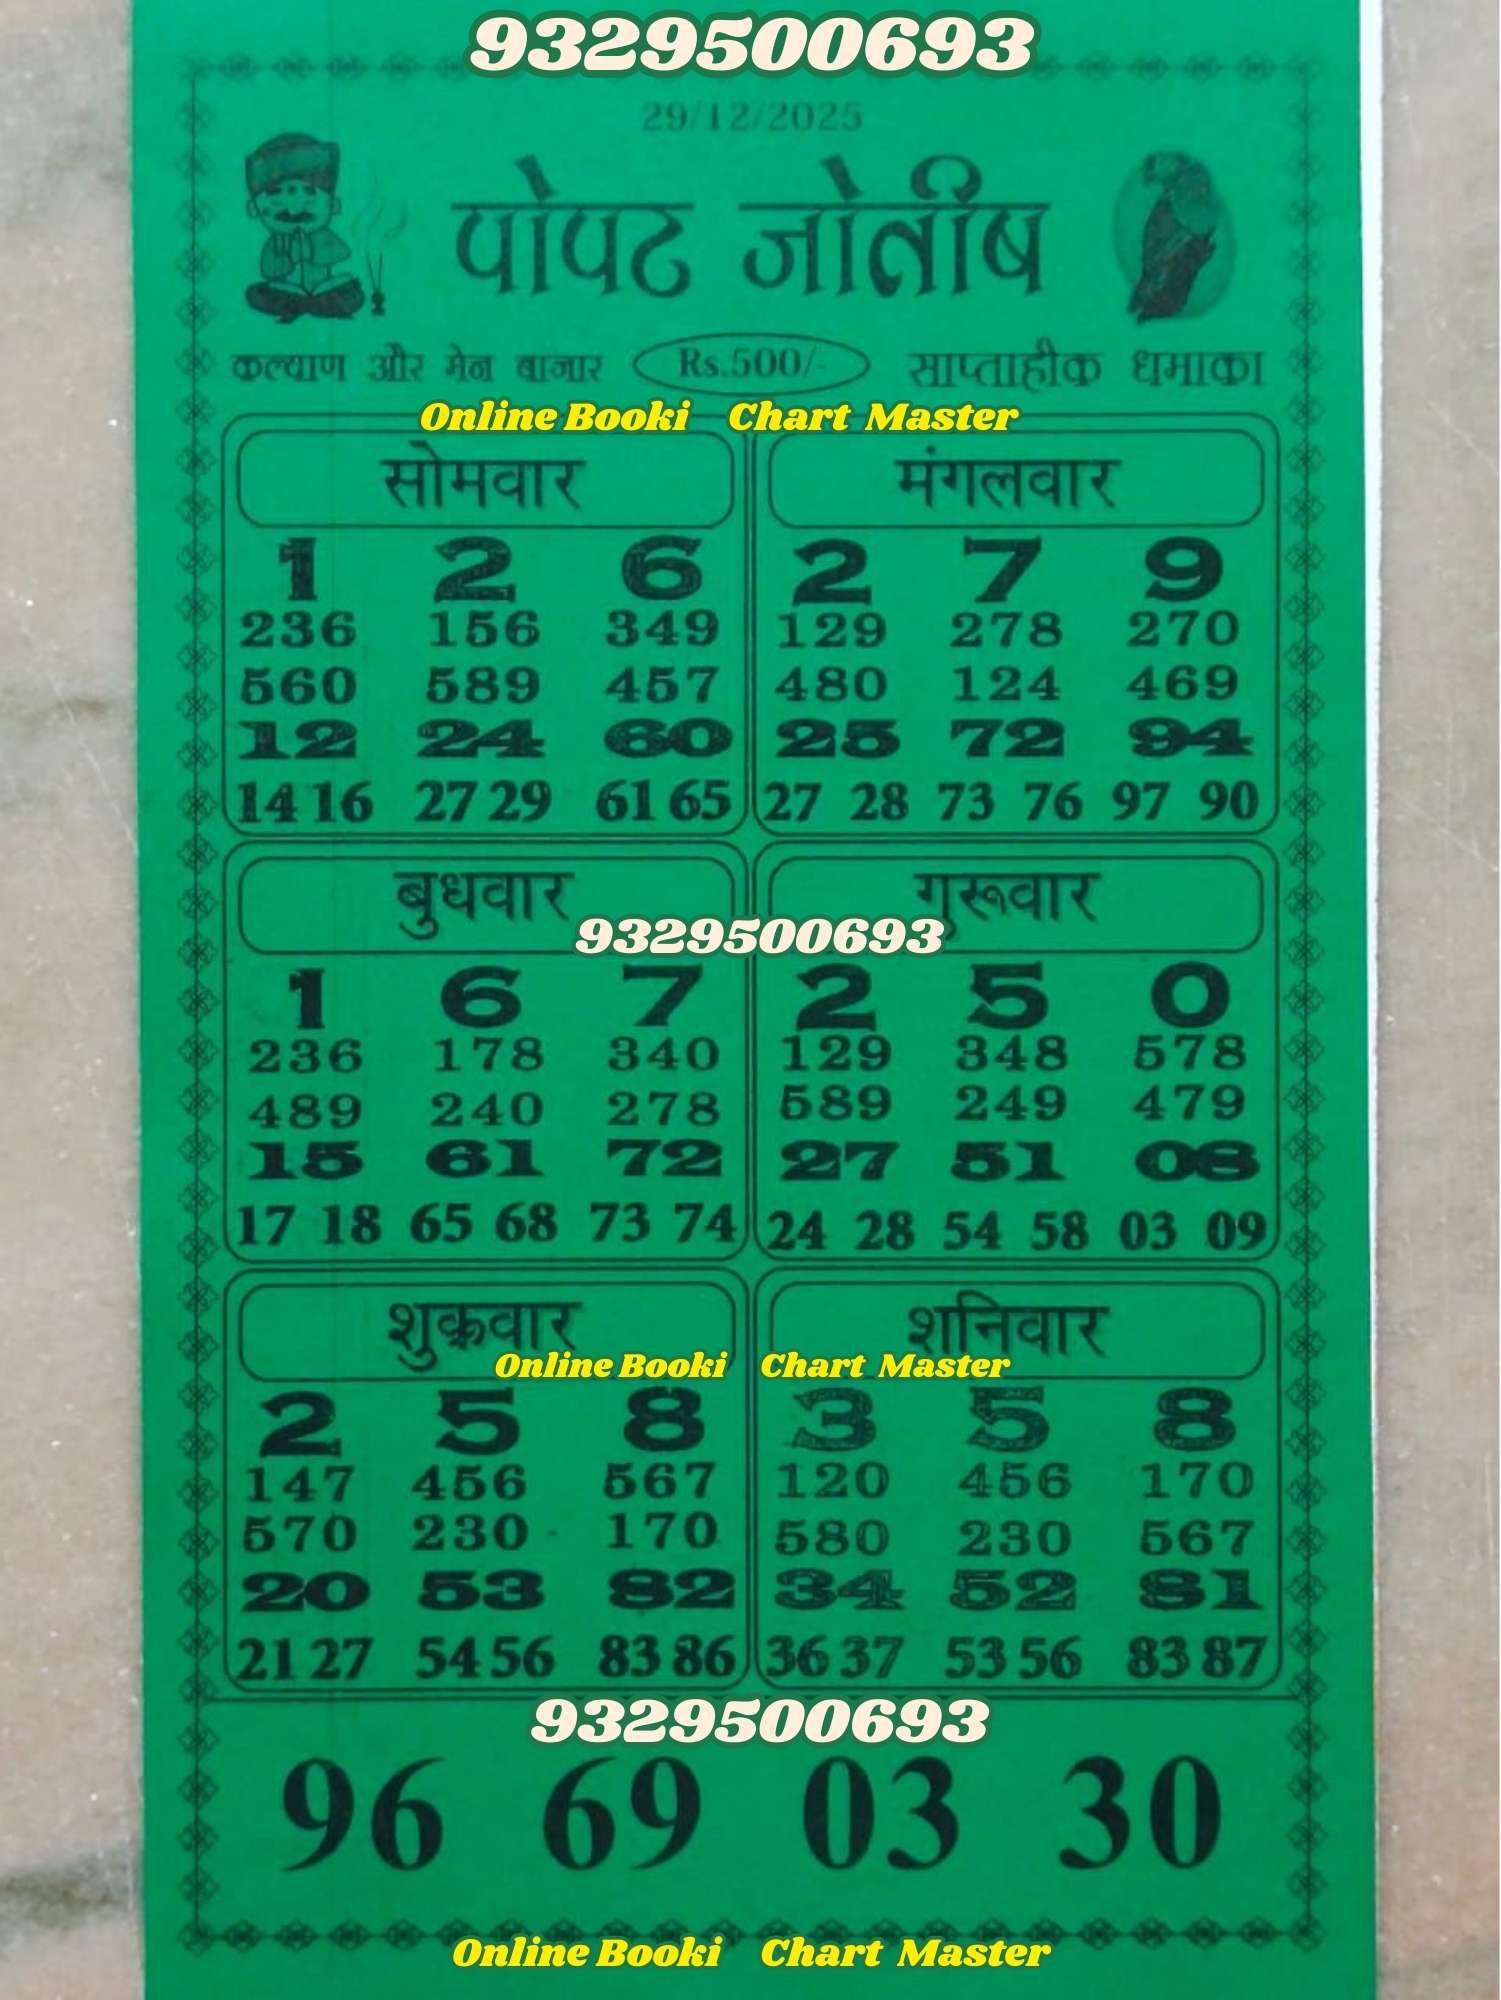 9329500693
29/12/2025
पोपट जोतीष
कल्याण और मेन बाजार Rs.500/- साप्ताहीक धमाका
Online Booki Chart Master
सोमवार
1 2 6
236 156 349
560 589 457
12 24 60
14 16 27 29 61 65
मंगलवार
2 7 9
129 278 270
480 124 469
25 72 94
27 28 73 76 97 90
बुधवार
9329500693
1 6 7
236 178 340
489 240 278
15 61 72
17 18 65 68 73 74
गुरूवार
2 5 0
129 348 578
589 249 479
27 51 08
24 28 54 58 03 09
शुक्रवार
Online Booki Chart Master
2 5 8
147 456 567
570 230 170
20 53 82
21 27 54 56 83 86
शनिवार
3 5 8
120 456 170
580 230 567
34 52 81
36 37 53 56 83 87
9329500693
96 69 03 30
Online Booki Chart Master